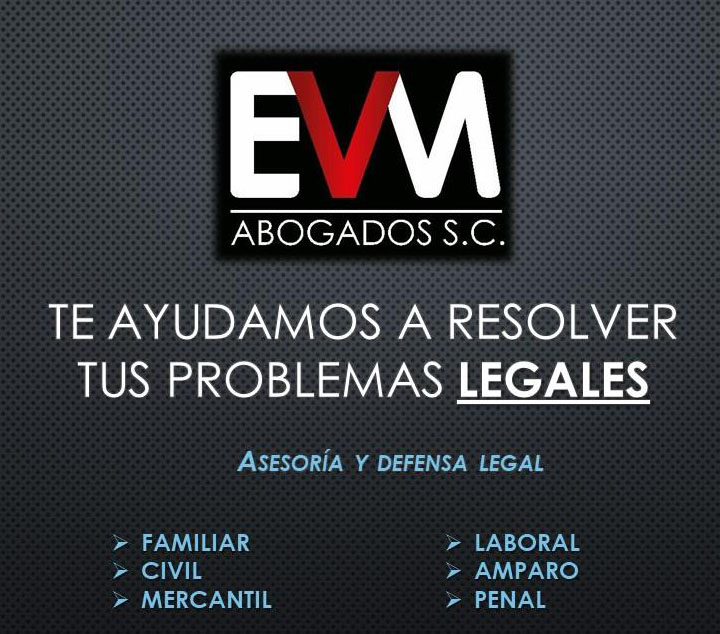 EVM
ABOGADOS S.C.
TE AYUDAMOS A RESOLVER
TUS PROBLEMAS LEGALES
ASESORÍA Y DEFENSA LEGAL
FAMILIAR
CIVIL
MERCANTIL
LABORAL
AMPARO
PENAL